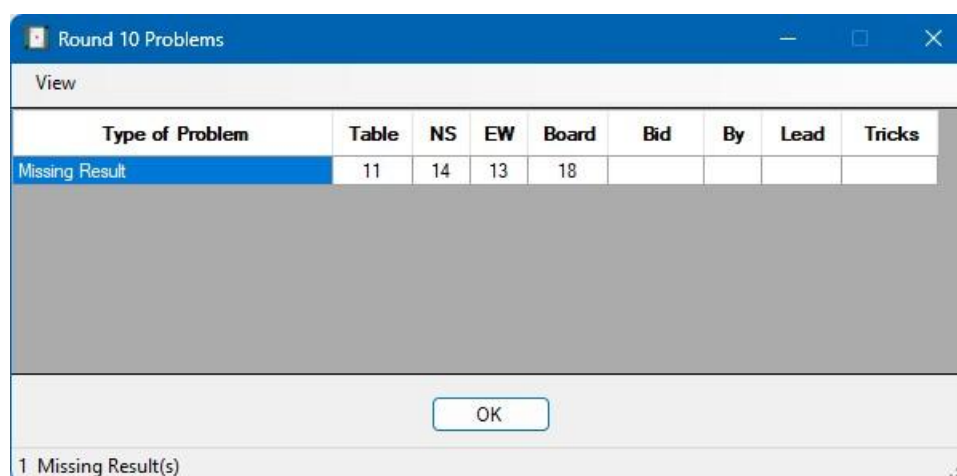 Round 10 Problems
View
Type of Problem Table NS EW Board Bid By Lead Tricks
Missing Result 11 14 13 18
OK
1 Missing Result(s)